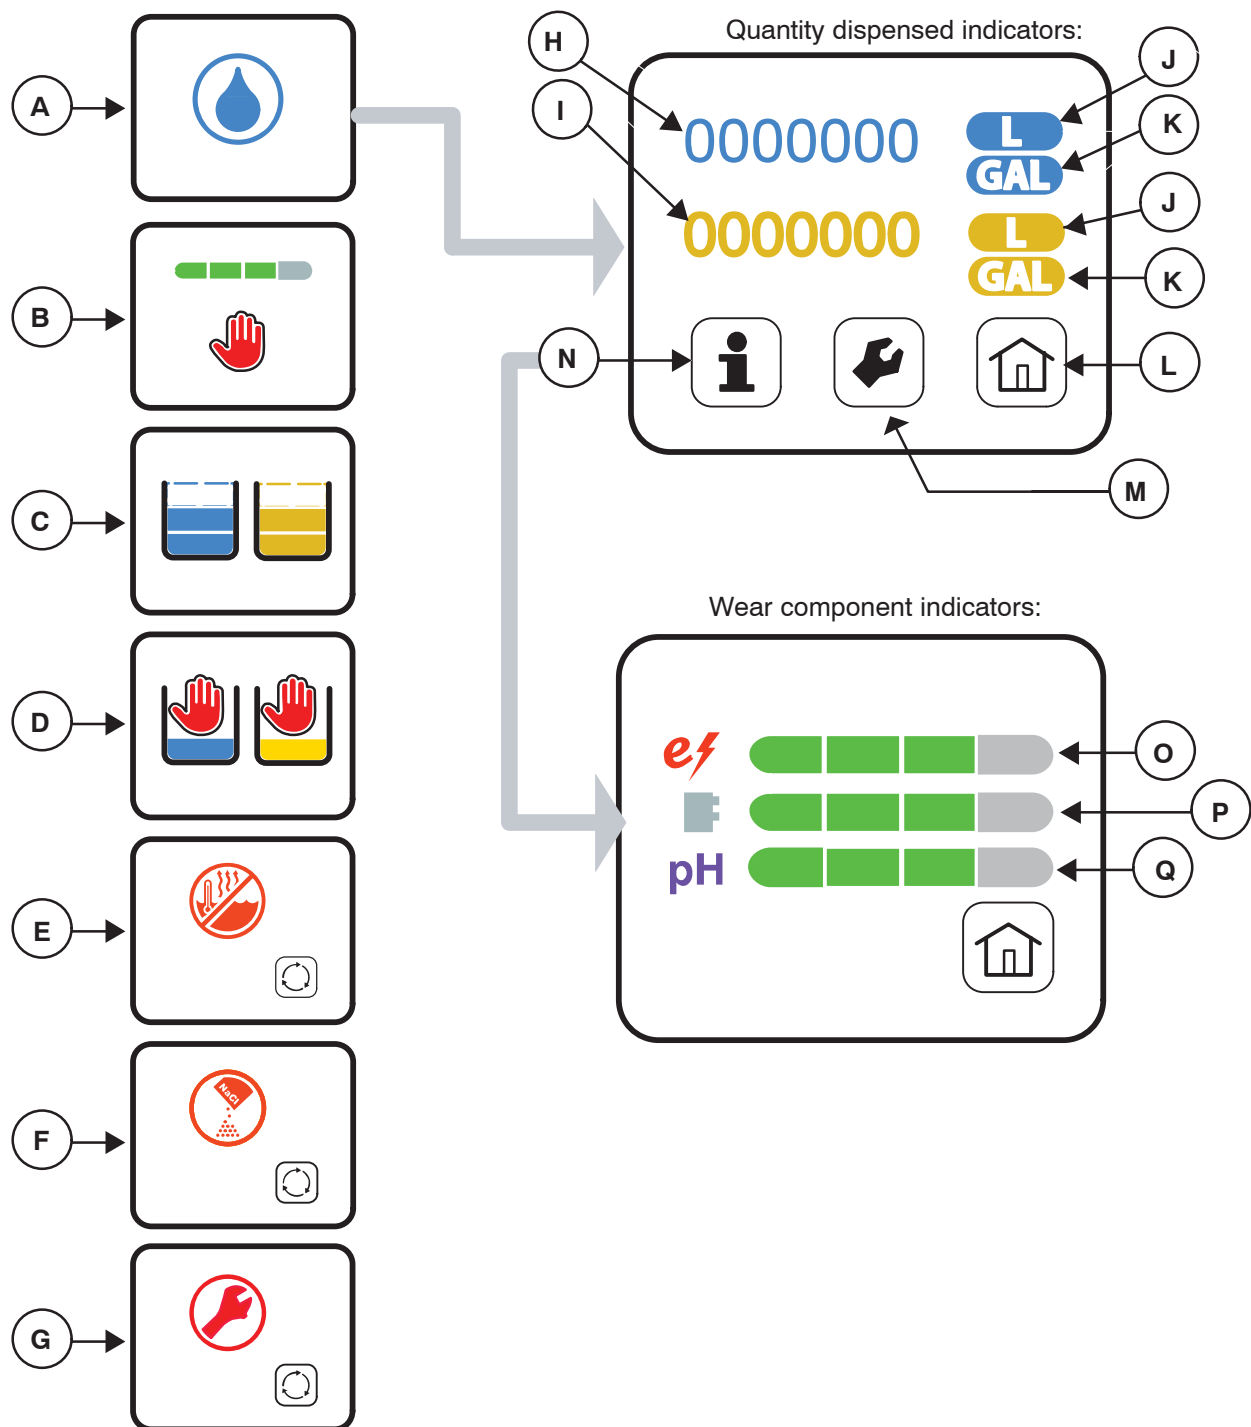 Quantity dispensed indicators:
H
J
A
I
0000000
L
K
GAL
J
0000000
L
GAL
K
B
N
i
L
M
C
Wear component indicators:
D
e
O
P
pH
Q
E
NaCl
F
G